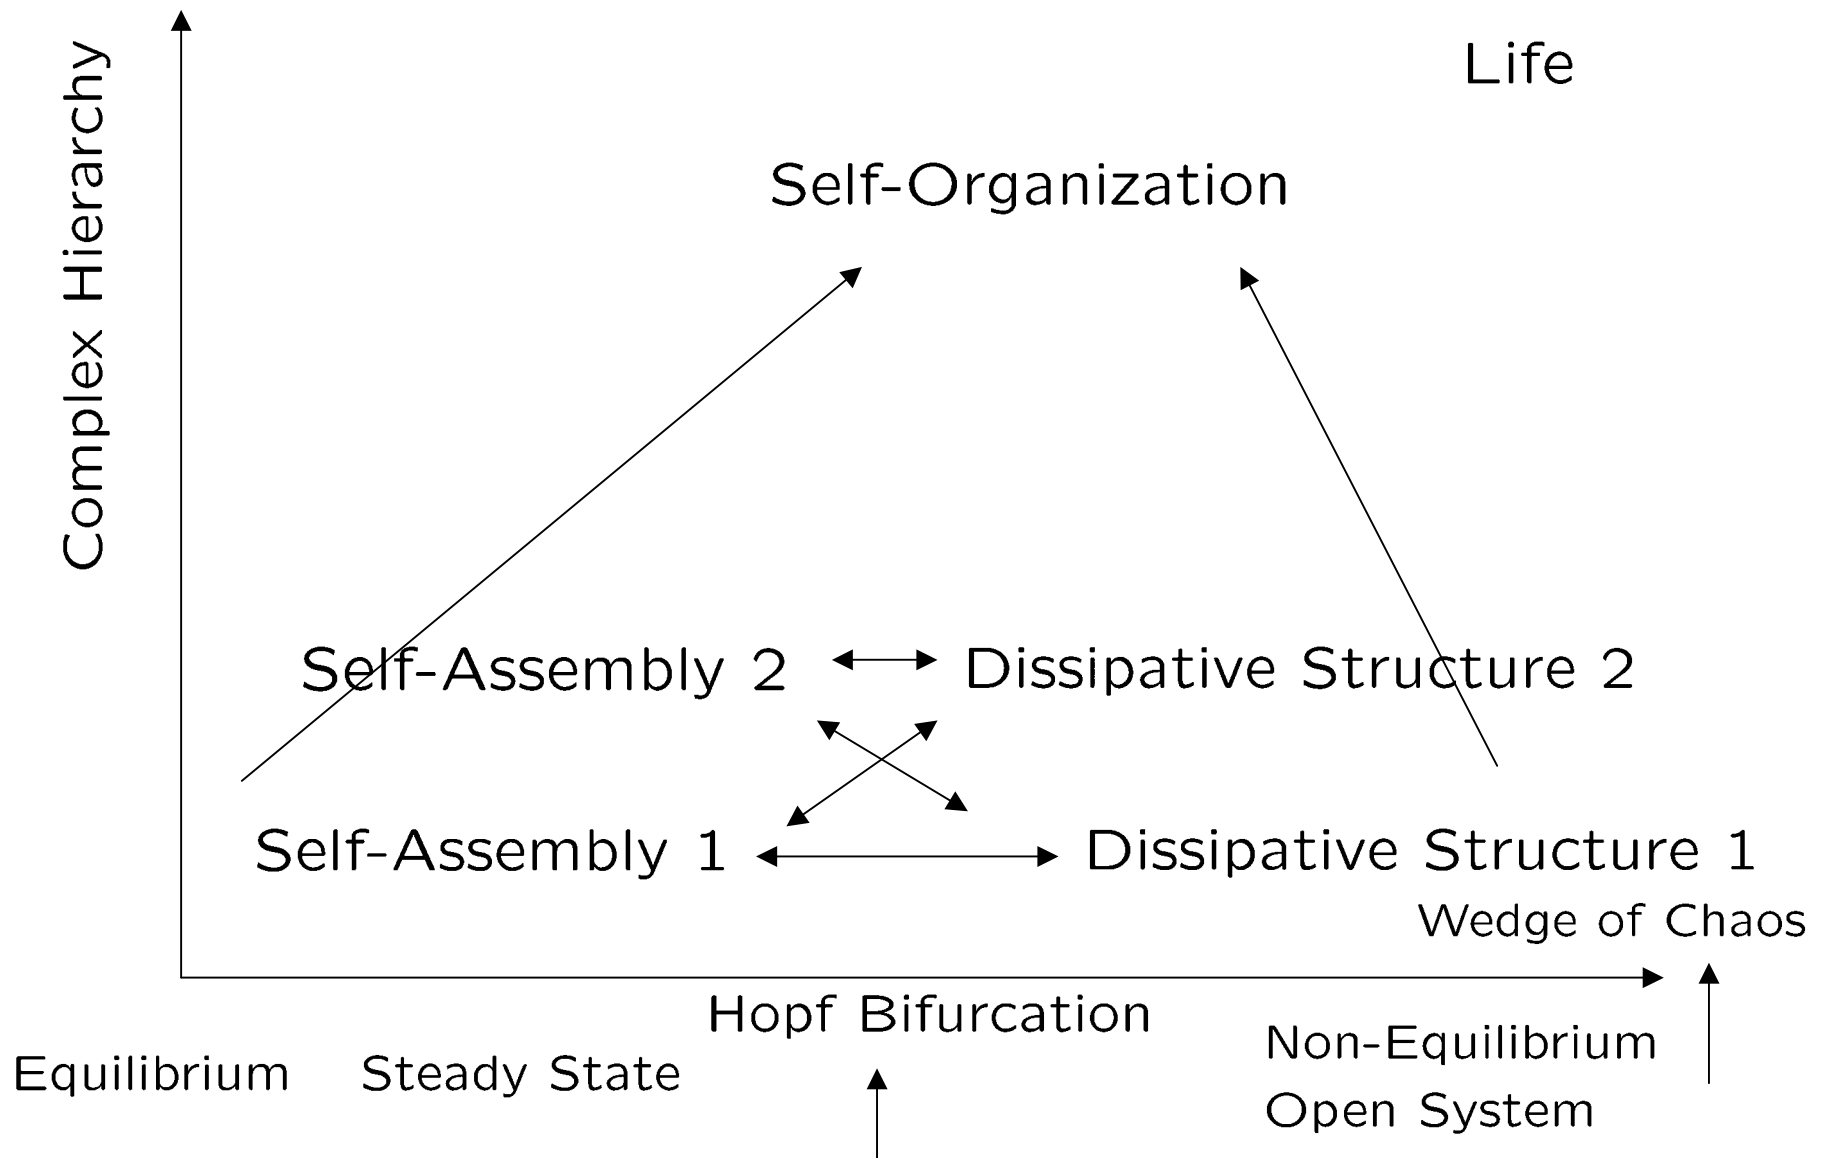 Complex Hierarchy
Life
Self-Organization
Self-Assembly 2
Dissipative Structure 2
Self-Assembly 1
Dissipative Structure 1
Wedge of Chaos
Hopf Bifurcation
Equilibrium
Steady State
Non-Equilibrium
Open System